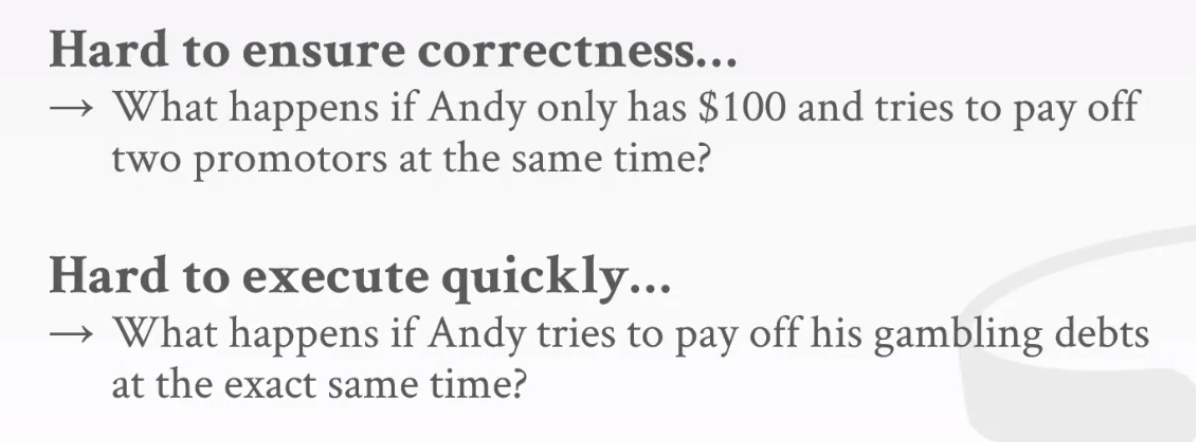 Hard to ensure correctness...
→ What happens if Andy only has $100 and tries to pay off
two promotors at the same time?
Hard to execute quickly...
→ What happens if Andy tries to pay off his gambling debts
at the exact same time?